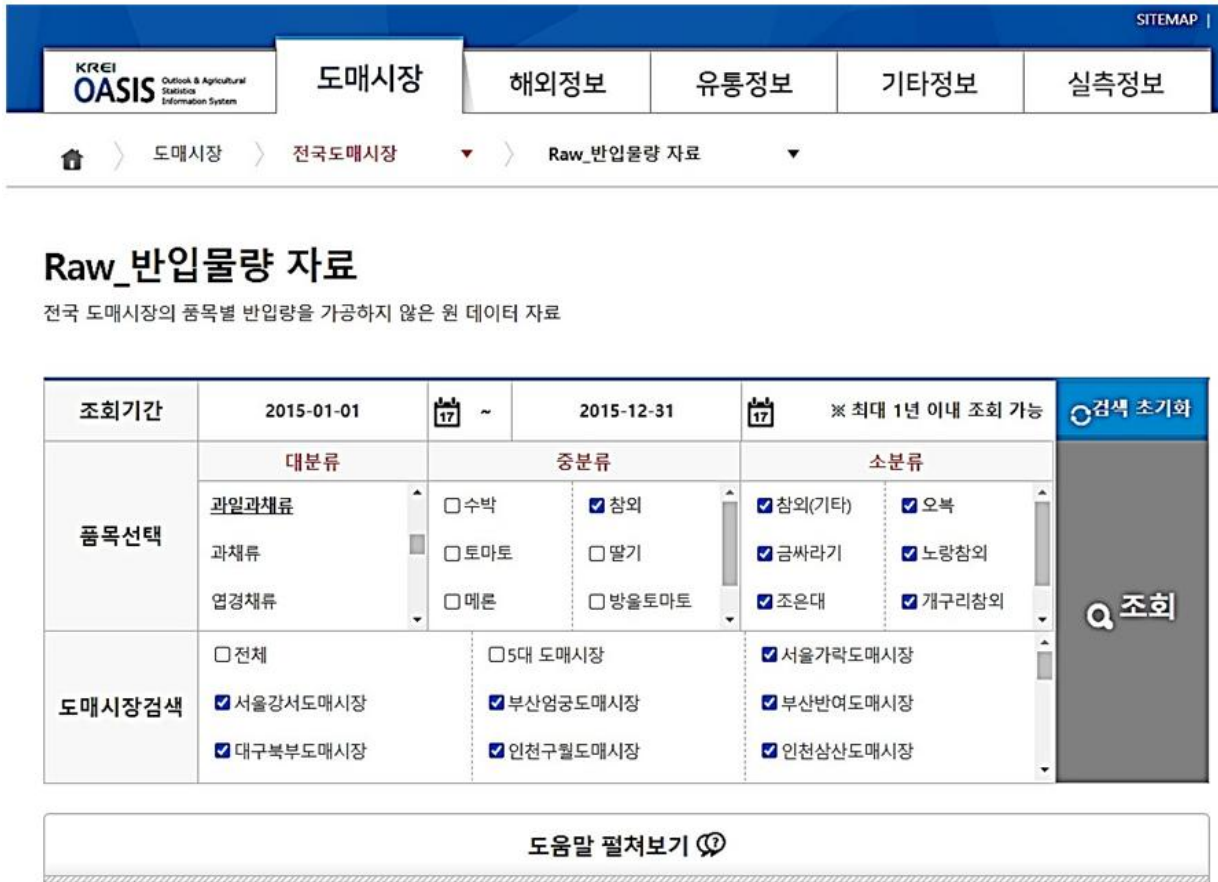 SITEMAP |
KREI
OASIS Outlook & Agricultural Statistics Information System
도매시장
해외정보
유통정보
기타정보
실측정보
도매시장
전국도매시장 ▼
Raw_반입물량 자료 ▼
Raw_반입물량 자료
전국 도매시장의 품목별 반입량을 가공하지 않은 원 데이터 자료
조회기간
2015-01-01
17
~
2015-12-31
17
※ 최대 1년 이내 조회 가능
검색 초기화
품목선택
대분류
중분류
소분류
과일과채류
수박
참외
참외(기타)
오복
과채류
토마토
딸기
금싸라기
노랑참외
엽경채류
메론
방울토마토
조은대
개구리참외
조회
도매시장검색
전체
5대 도매시장
서울가락도매시장
서울강서도매시장
부산엄궁도매시장
부산반여도매시장
대구북부도매시장
인천구월도매시장
인천삼산도매시장
도움말 펼쳐보기